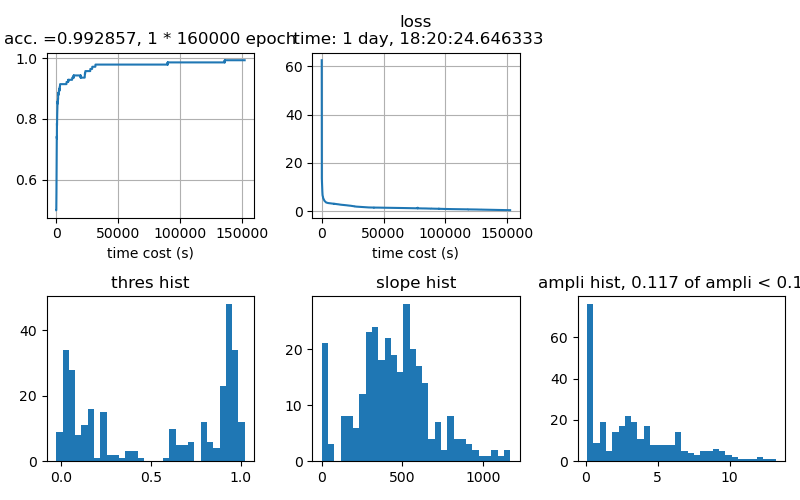 loss
acc. =0.992857, 1 * 160000 epoch
time: 1 day, 18:20:24.646333
1.0
0.8
0.6
0 50000 100000 150000
time cost (s)
60
40
20
0
0 50000 100000 150000
time cost (s)
thres hist
40
20
0
0.0 0.5 1.0
slope hist
20
10
0
0 500 1000
ampli hist, 0.117 of ampli < 0.1
60
40
20
0
0 5 10